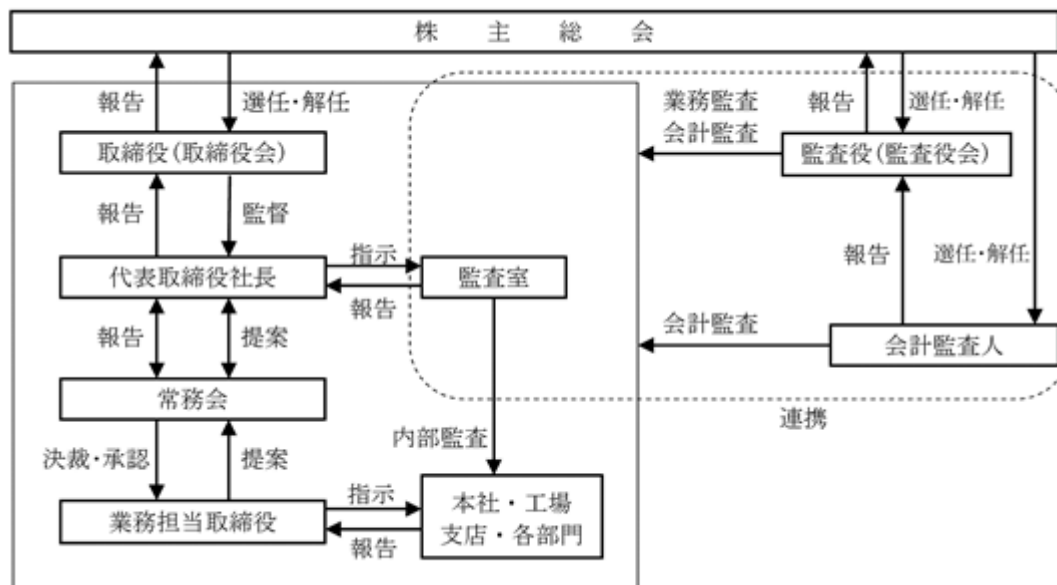 株主総会
報告
選任・解任
業務監査
会計監査
報告
選任・解任
取締役(取締役会)
監査役(監査役会)
報告
監督
指示
報告
選任・解任
代表取締役社長
報告
監査室
報告
提案
会計監査
会計監査人
常務会
連携
決裁・承認
提案
内部監査
指示
本社・工場
支店・各部門
業務担当取締役
報告